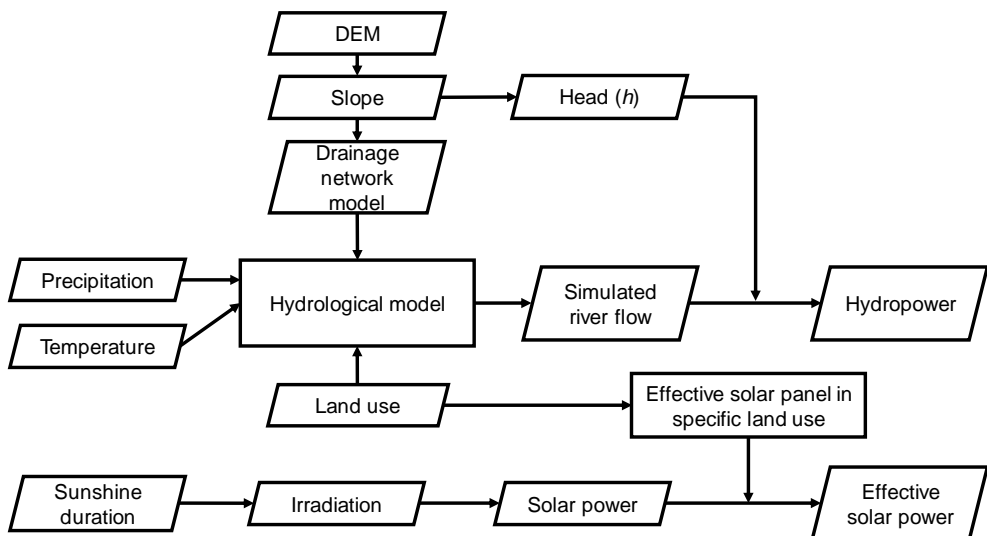 DEM
Slope
Head (h)
Drainage
network
model
Precipitation
Temperature
Hydrological model
Simulated
river flow
Hydropower
Land use
Effective solar panel in
specific land use
Sunshine
duration
Irradiation
Solar power
Effective
solar power